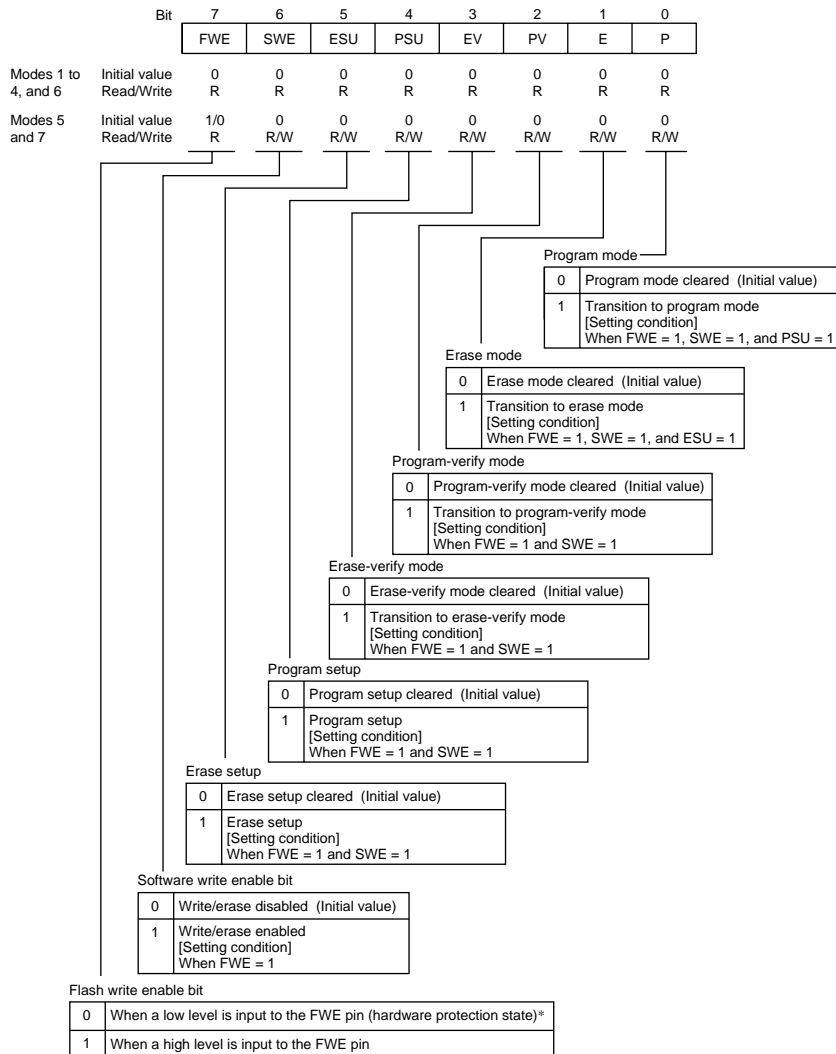 Bit 7 6 5 4 3 2 1 0
FWE SWE ESU PSU EV PV E P
Modes 1 to Initial value 0 0 0 0 0 0 0 0
4, and 6 Read/Write R R R R R R R R
Modes 5 Initial value 1/0 0 0 0 0 0 0 0
and 7 Read/Write R R/W R/W R/W R/W R/W R/W R/W
Program mode
0 Program mode cleared (Initial value)
1 Transition to program mode
[Setting condition]
When FWE = 1, SWE = 1, and PSU = 1
Erase mode
0 Erase mode cleared (Initial value)
1 Transition to erase mode
[Setting condition]
When FWE = 1, SWE = 1, and ESU = 1
Program-verify mode
0 Program-verify mode cleared (Initial value)
1 Transition to program-verify mode
[Setting condition]
When FWE = 1 and SWE = 1
Erase-verify mode
0 Erase-verify mode cleared (Initial value)
1 Transition to erase-verify mode
[Setting condition]
When FWE = 1 and SWE = 1
Program setup
0 Program setup cleared (Initial value)
1 Program setup
[Setting condition]
When FWE = 1 and SWE = 1
Erase setup
0 Erase setup cleared (Initial value)
1 Erase setup
[Setting condition]
When FWE = 1 and SWE = 1
Software write enable bit
0 Write/erase disabled (Initial value)
1 Write/erase enabled
[Setting condition]
When FWE = 1
Flash write enable bit
0 When a low level is input to the FWE pin (hardware protection state)*
1 When a high level is input to the FWE pin